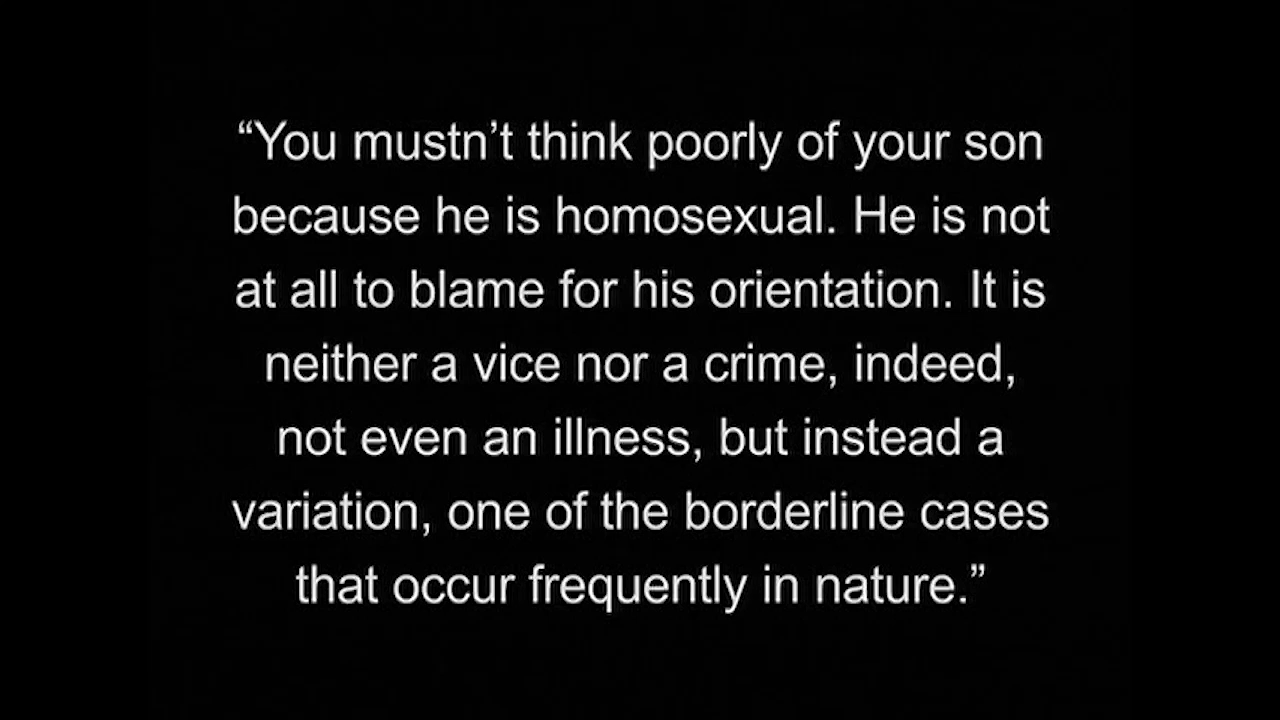 “You mustn’t think poorly of your son
because he is homosexual. He is not
at all to blame for his orientation. It is
neither a vice nor a crime, indeed,
not even an illness, but instead a
variation, one of the borderline cases
that occur frequently in nature.”